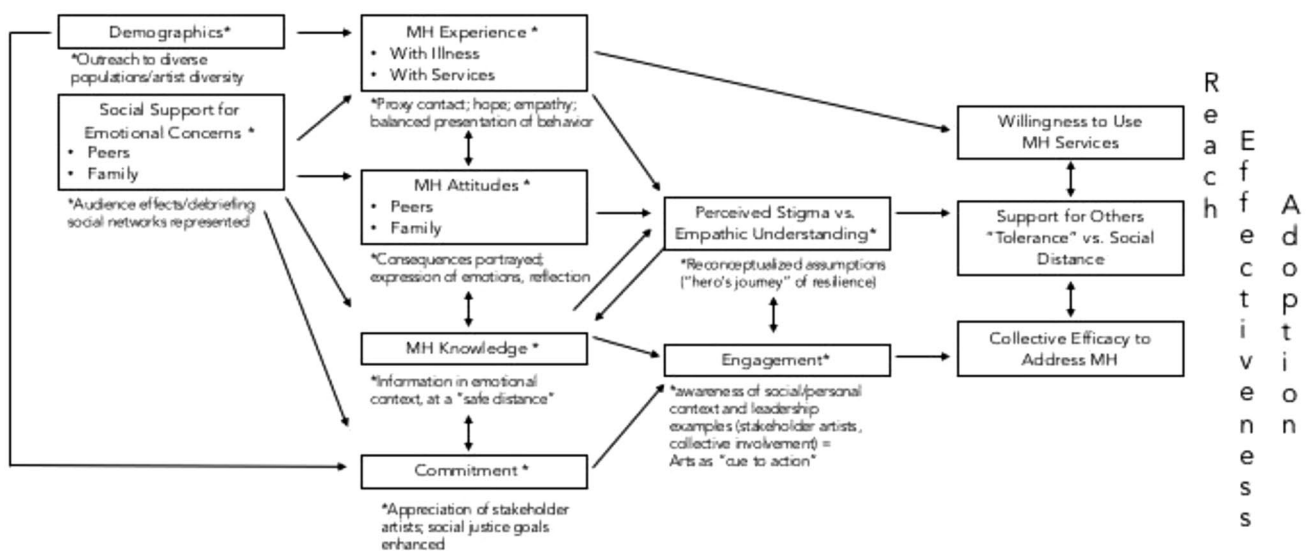 Demographics*
*Outreach to diverse
populations/artist diversity
Social Support for
Emotional Concerns *
• Peers
• Family
*Audience effects/debriefing
social networks represented
MH Experience *
• With Illness
• With Services
*Proxy contact; hope; empathy;
balanced presentation of behavior
MH Attitudes *
• Peers
• Family
*Consequences portrayed;
expression of emotions, reflection
MH Knowledge *
*Information in emotional
context, at a "safe distance"
Commitment *
*Appreciation of stakeholder
artists; social justice goals
enhanced
Perceived Stigma vs.
Empathic Understanding*
*Reconceptualized assumptions
("hero's journey" of resilience)
Engagement*
*awareness of social/personal
context and leadership
examples (stakeholder artists,
collective involvement) =
Arts as "cue to action"
Willingness to Use
MH Services
Support for Others
"Tolerance" vs. Social
Distance
Collective Efficacy to
Address MH
Reach
Effectiveness
Adoption